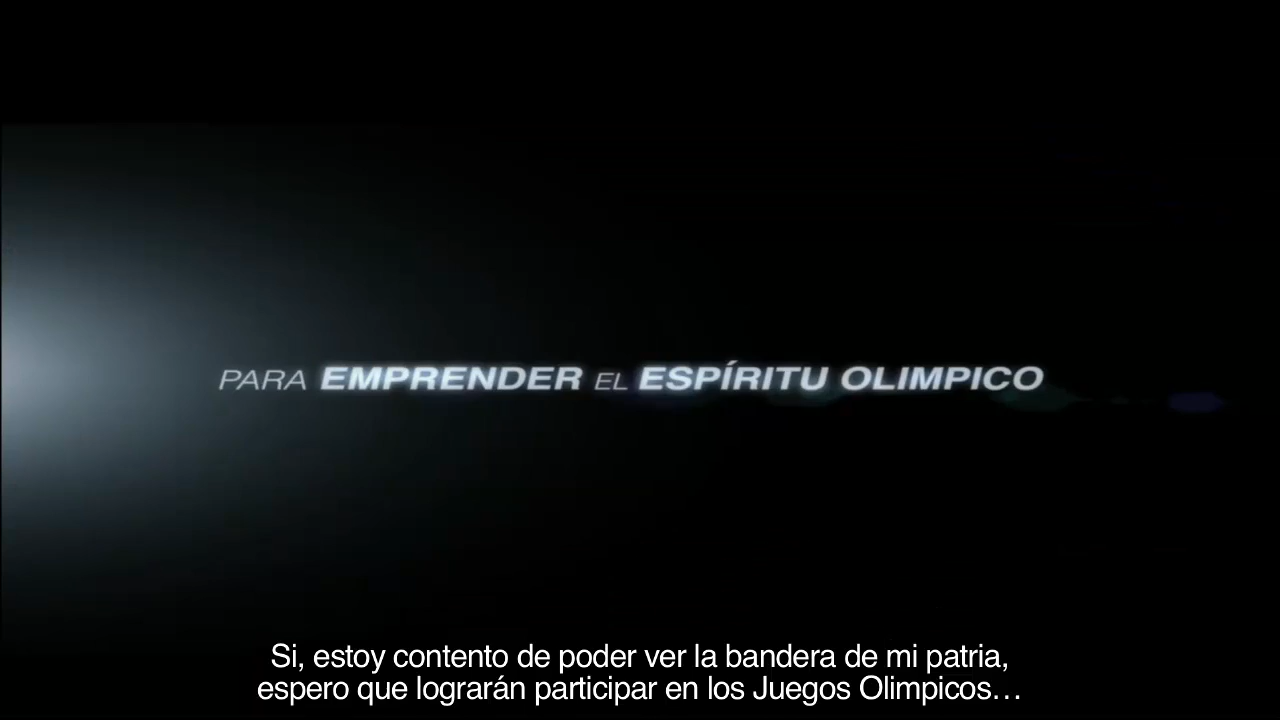 PARA EMPRENDER EL ESPÍRITU OLIMPICO
Si, estoy contento de poder ver la bandera de mi patria,
espero que lograrán participar en los Juegos Olimpicos…